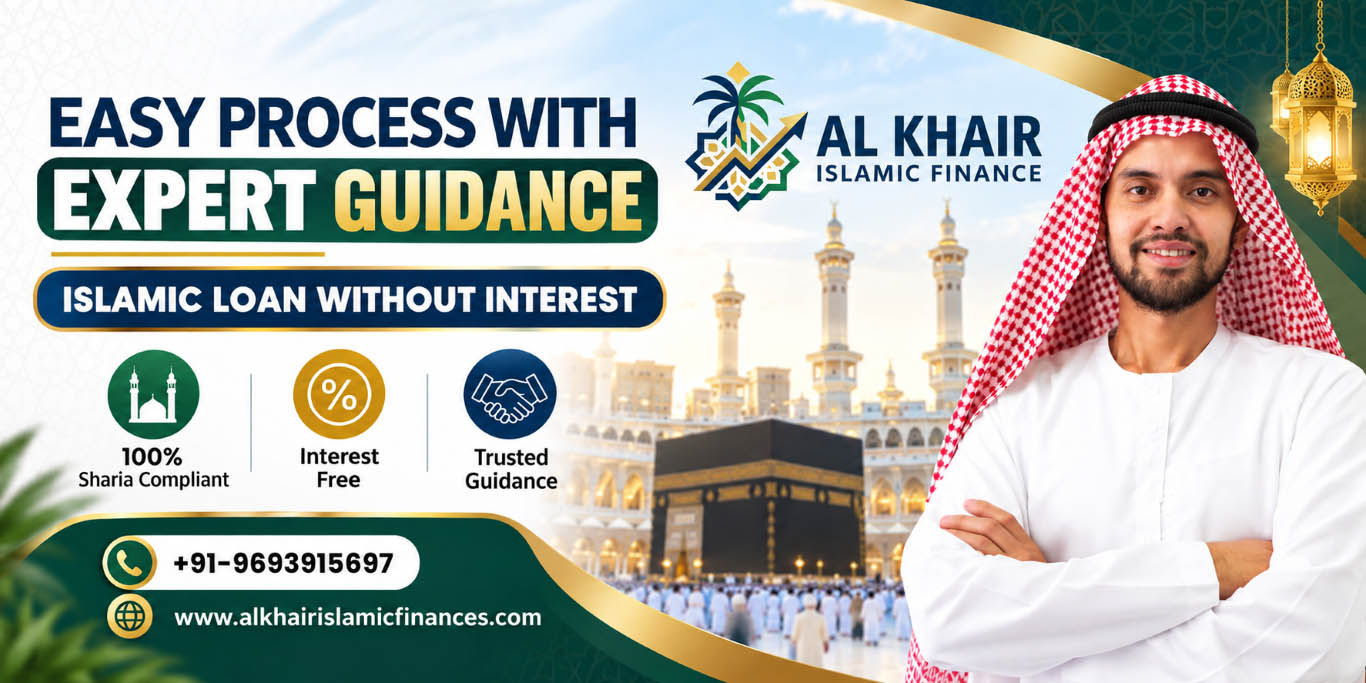 EASY PROCESS WITH
EXPERT GUIDANCE
ISLAMIC LOAN WITHOUT INTEREST
100%
Sharia Compliant
Interest
Free
Trusted
Guidance
+91-9693915697
www.alkhairislamicfinances.com
AL KHAIR
ISLAMIC FINANCE